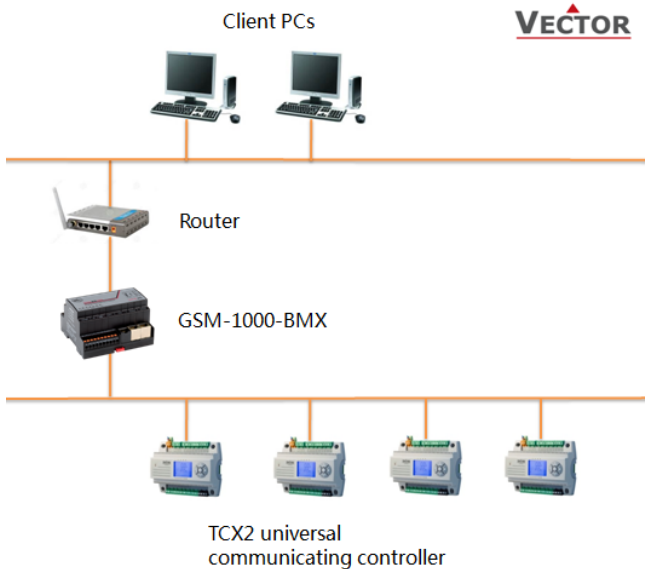 Client PCs
VECTOR
Router
GSM-1000-BMX
TCX2 universal
communicating controller